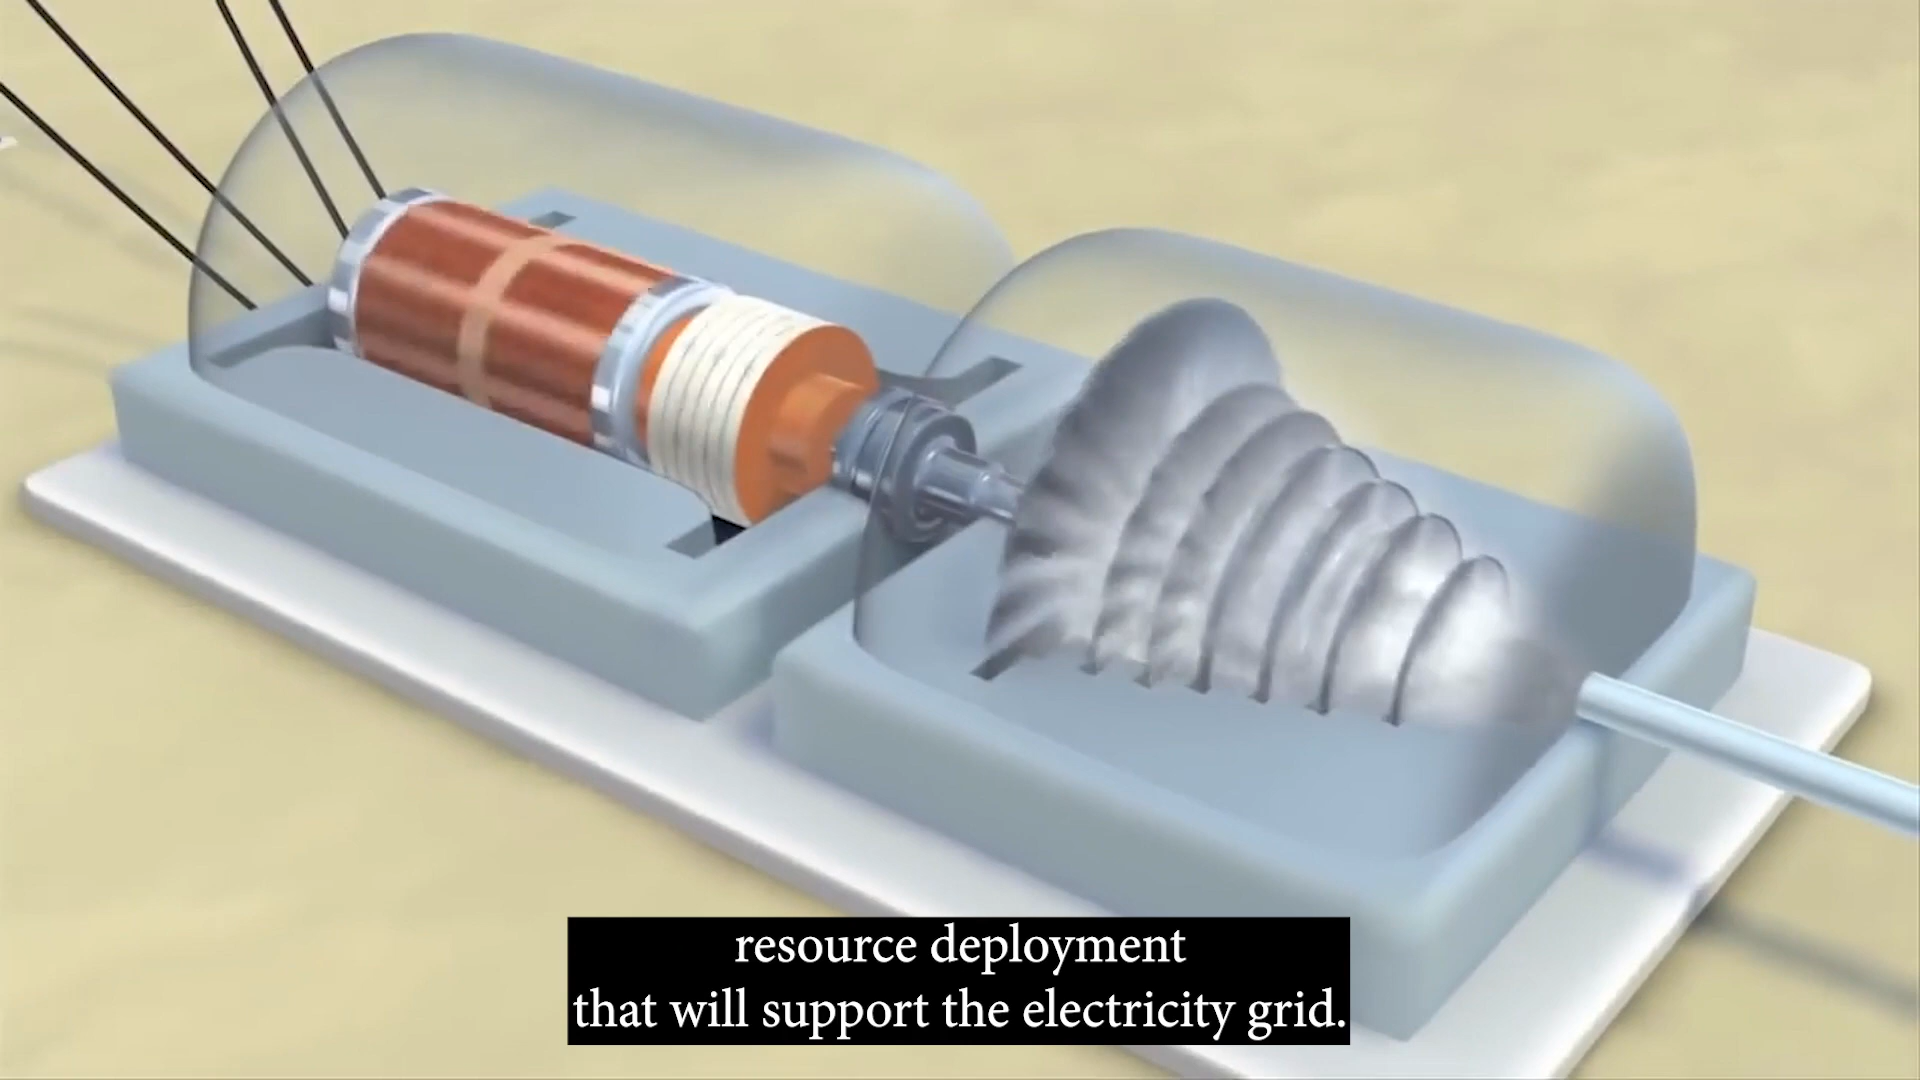 resource deployment
that will support the electricity grid.